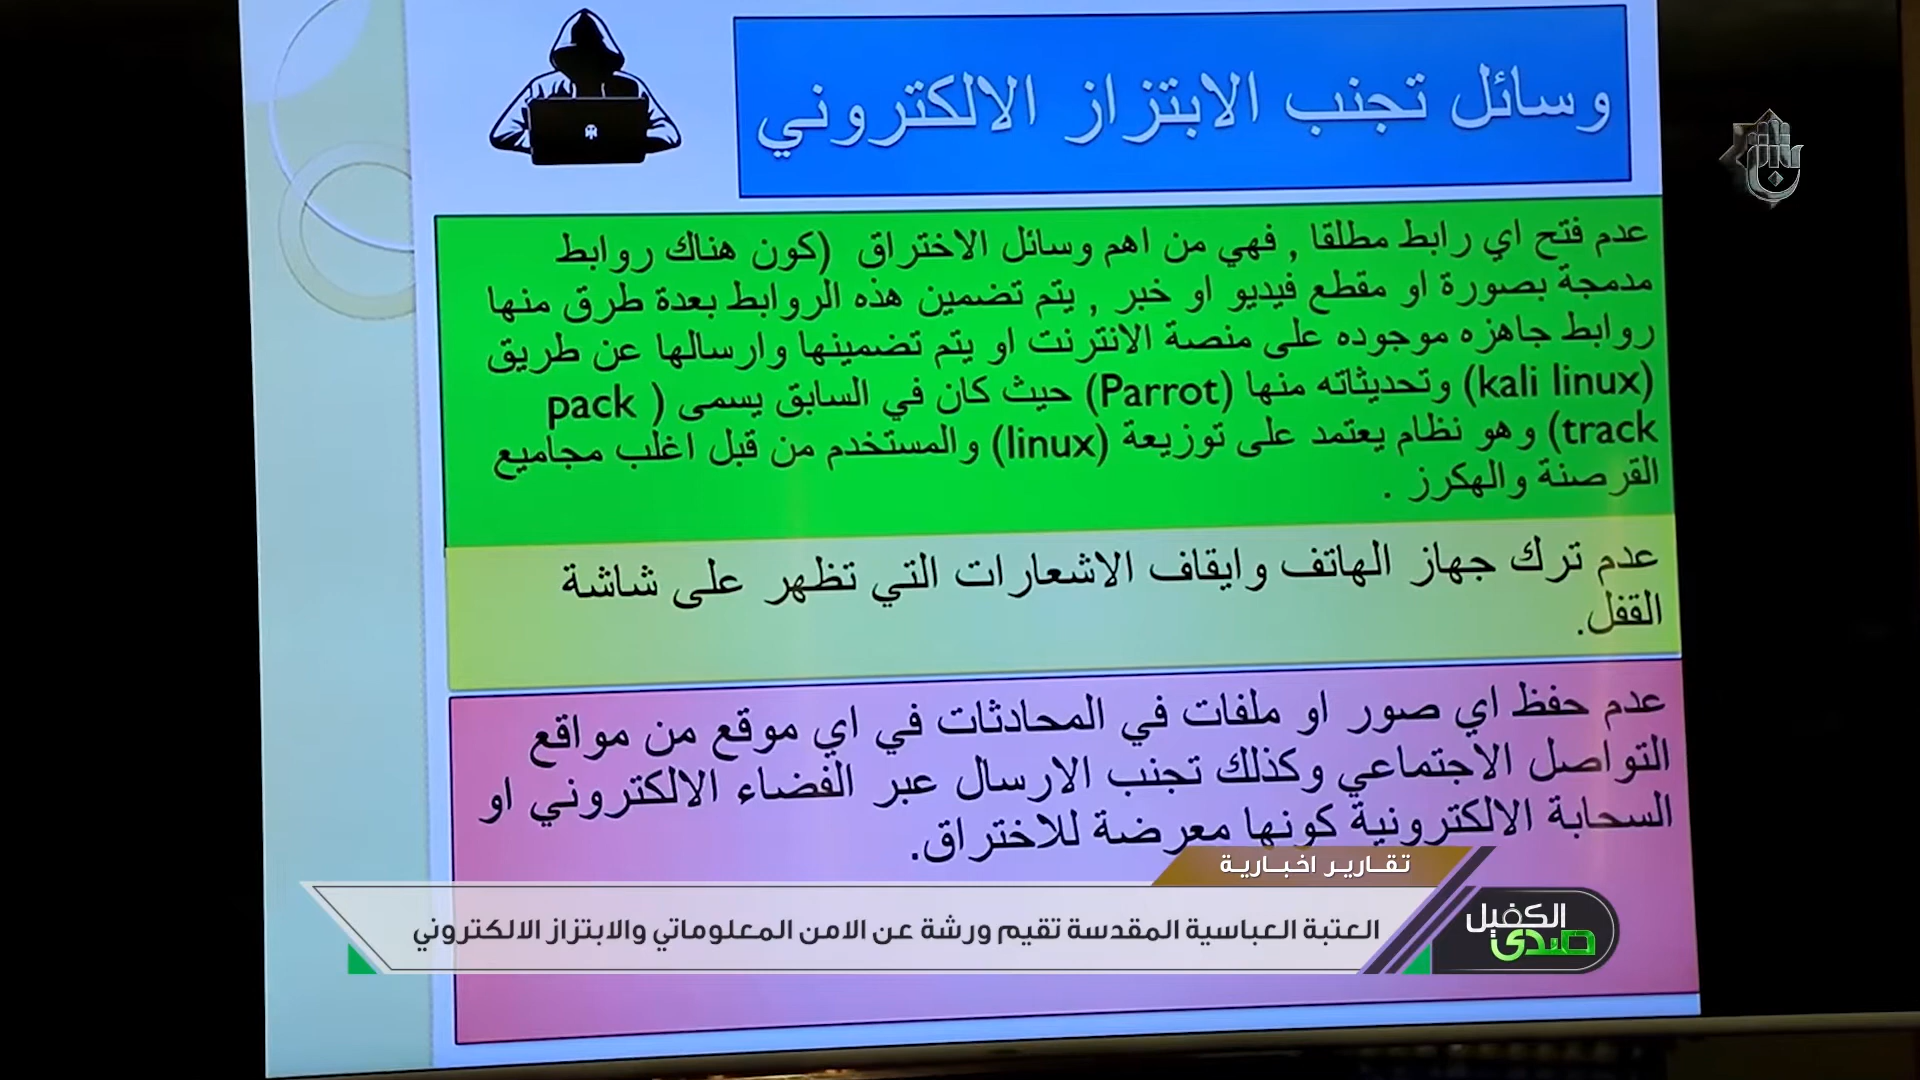 وسائل تجنب الابتزاز الالكتروني
عدم فتح اي رابط مطلقا , فهي من اهم وسائل الاختراق (كون هناك روابط
مدمجة بصورة او مقطع فيديو او خبر , يتم تضمين هذه الروابط بعدة طرق منها
روابط جاهزه موجوده على منصة الانترنت او يتم تضمينها وارسالها عن طريق
(kali linux) وتحديثاته منها (Parrot) حيث كان في السابق يسمى ( pack
track) وهو نظام يعتمد على توزيعة (linux) والمستخدم من قبل اغلب مجاميع
القرصنة والهكرز .
عدم ترك جهاز الهاتف وايقاف الاشعارات التي تظهر على شاشة
القفل.
عدم حفظ اي صور او ملفات في المحادثات في اي موقع من مواقع
التواصل الاجتماعي وكذلك تجنب الارسال عبر الفضاء الالكتروني او
السحابة الالكترونية كونها معرضة للاختراق.
تقارير اخبارية
العتبة العباسية المقدسة تقيم ورشة عن الامن المعلوماتي والابتزاز الالكتروني
الكفيل
صدى